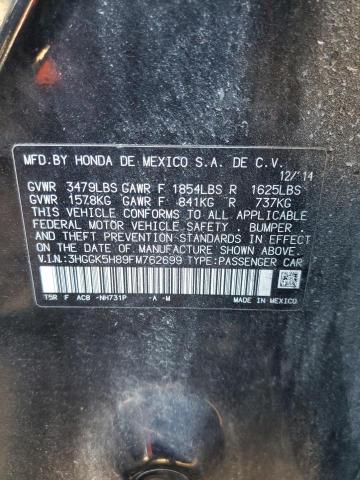 MFD.BY HONDA DE MEXICO S.A. DE C.V.
12/14
GVWR 3479LBS GAWR F 1854LBS R 1625LBS
GVWR 1578KG GAWR F 841KG R 737KG
THIS VEHICLE CONFORMS TO ALL APPLICABLE
FEDERAL MOTOR VEHICLE SAFETY , BUMPER ,
AND THEFT PREVENTION STANDARDS IN EFFECT
ON THE DATE OF MANUFACTURE SHOWN ABOVE.
V.I.N.:3HGGK5H89FM762699 TYPE:PASSENGER CAR
T5R F AC8 -NH731P -A -M
MADE IN MEXICO